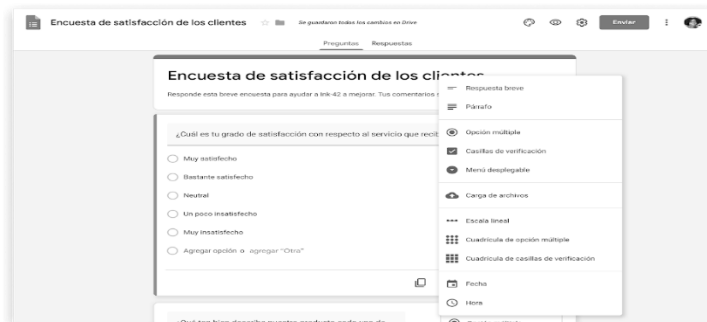 Encuesta de satisfacción de los clientes
Se guardaron todos los cambios en Drive
Enviar
Preguntas Respuestas
Encuesta de satisfacción de los clientes
Responde esta breve encuesta para ayudar a Ink-42 a mejorar. Tus comentarios
¿Cuál es tu grado de satisfacción con respecto al servicio que
Muy satisfecho
Bastante satisfecho
Neutral
Un poco insatisfecho
Muy insatisfecho
Agregar opción o agregar "Otra"
Respuesta breve
Párrafo
Opción múltiple
Casillas de verificación
Menú desplegable
Carga de archivos
Escala lineal
Cuadrícula de opción múltiple
Cuadrícula de casillas de verificación
Fecha
Hora